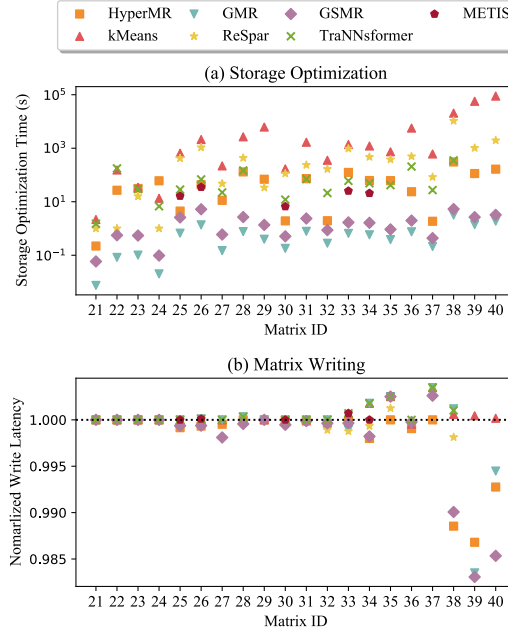 HyperMR GMR GSMR METIS
kMeans ReSpar TraNNsformer
(a) Storage Optimization
Storage Optimization Time (s)
10^5
10^3
10^1
10^-1
21 22 23 24 25 26 27 28 29 30 31 32 33 34 35 36 37 38 39 40
Matrix ID
(b) Matrix Writing
Nomarlized Write Latency
1.000
0.995
0.990
0.985
21 22 23 24 25 26 27 28 29 30 31 32 33 34 35 36 37 38 39 40
Matrix ID